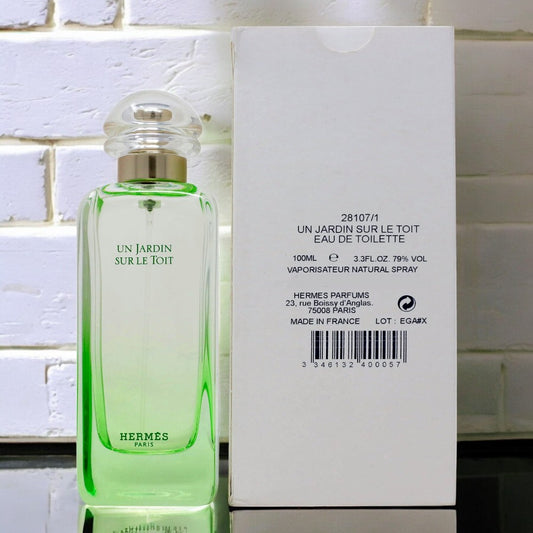 UN JARDIN
SUR LE TOIT
HERMÈS
PARIS
28107/1
UN JARDIN SUR LE TOIT
EAU DE TOILETTE
100ML e 3.3FL.OZ. 79% VOL
VAPORISATEUR NATURAL SPRAY
HERMES PARFUMS
23, rue Boissy d'Anglas.
75008 PARIS
MADE IN FRANCE LOT : EGA#X
3 346132 400057